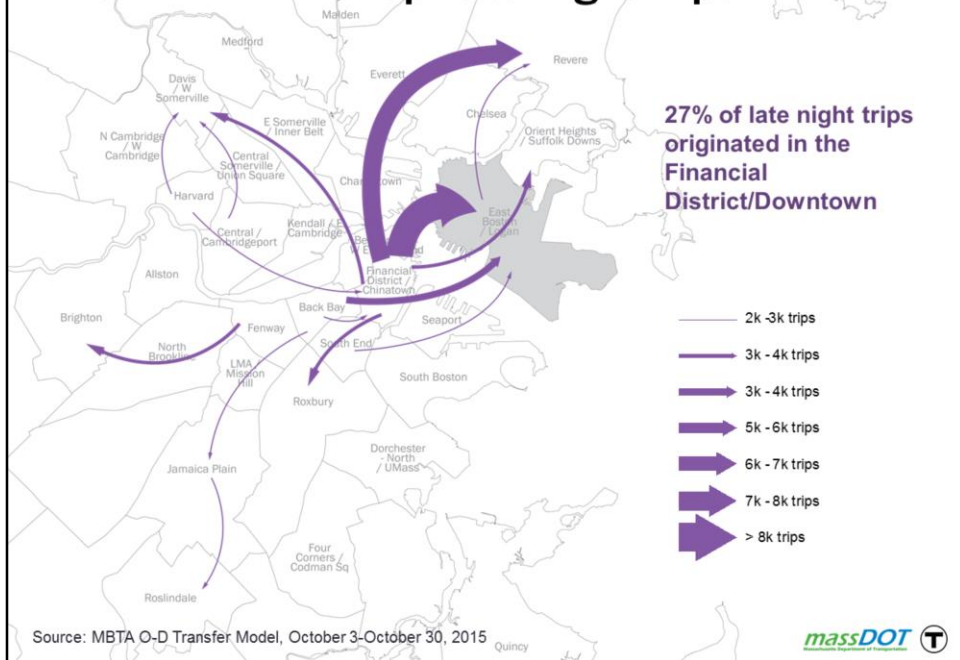 Malden
Medford
Revere
Everett
Davis
/ W
Somerville
Chelsea
27% of late night trips
originated in the
Financial
District/Downtown
E Somerville
/ Inner Belt
Orient Heights /
Suffolk Downs
N Cambridge
/ W
Cambridge
Central
Somerville /
Union Square
Harvard
East
Boston
/ Logan
Kendall / E
Cambridge
Central /
Cambridgeport
Financial
District /
Chinatown
Allston
Back Bay
2k -3k trips
Brighton
Fenway
Seaport
South End
North
Brookline
3k - 4k trips
LMA
Mission
Hill
South Boston
3k - 4k trips
Roxbury
5k - 6k trips
Dorchester
- North
/ UMass
6k - 7k trips
Jamaica Plain
7k - 8k trips
> 8k trips
Four
Corners /
Codman Sq
Roslindale
Source: MBTA O-D Transfer Model, October 3-October 30, 2015
Quincy
massDOT
Massachusetts Department of Transportation
T